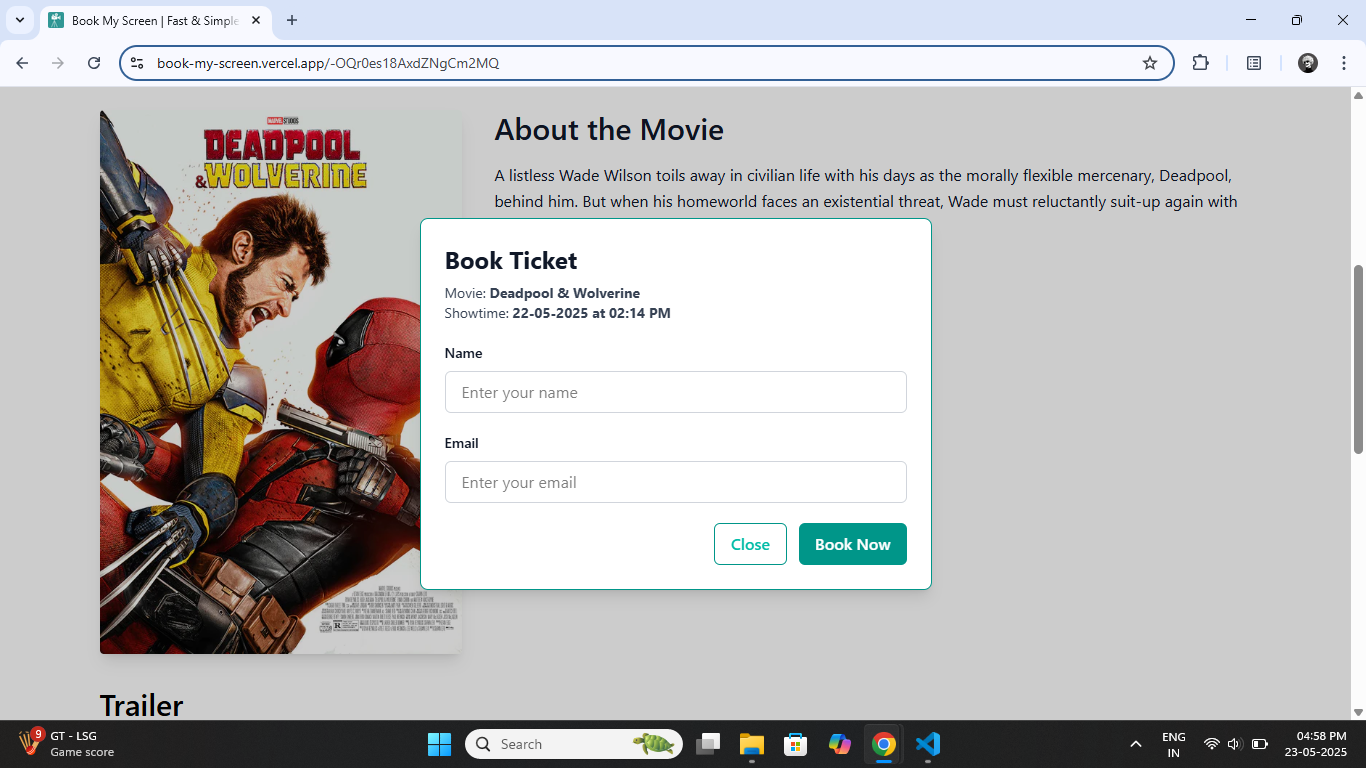 Book My Screen | Fast & Simple
book-my-screen.vercel.app/-OQr0es18AxdZNgCm2MQ
MARVEL STUDIOS
DEADPOOL
& WOLVERINE
About the Movie
A listless Wade Wilson toils away in civilian life with his days as the morally flexible mercenary, Deadpool,
behind him. But when his homeworld faces an existential threat, Wade must reluctantly suit-up again with
Book Ticket
Movie: Deadpool & Wolverine
Showtime: 22-05-2025 at 02:14 PM
Name
Enter your name
Email
Enter your email
Close
Book Now
R
Trailer
9
GT - LSG
Game score
Search
ENG
IN
04:58 PM
23-05-2025